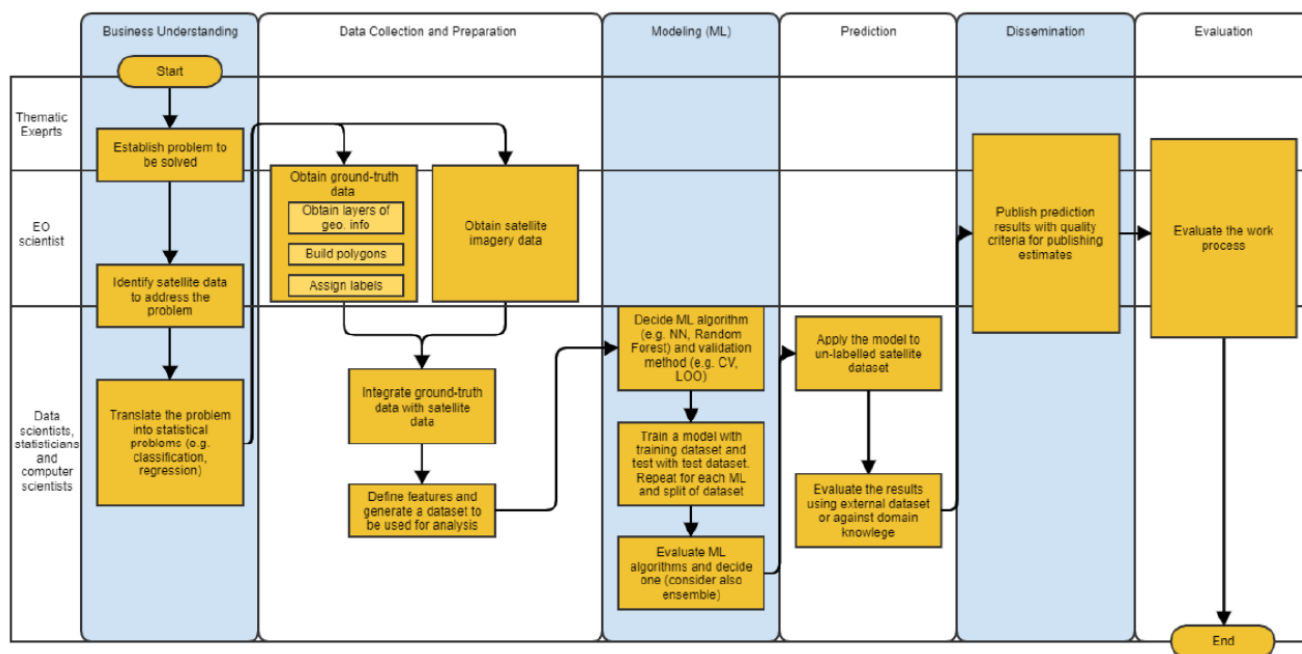 Business Understanding
Data Collection and Preparation
Modeling (ML)
Prediction
Dissemination
Evaluation
Start
Thematic
Exeprts
Establish problem to
be solved
EO
scientist
Identify satellite data
to address the
problem
Data
scientists,
statisticians
and
computer
scientists
Translate the problem
into statistical
problems (e.g.
classification,
regression)
Obtain ground-truth
data
Obtain layers of
geo. info
Build polygons
Assign labels
Obtain satellite
imagery data
Integrate ground-truth
data with satellite
data
Define features and
generate a dataset to
be used for analysis
Decide ML algorithm
(e.g. NN, Random
Forest) and validation
method (e.g. CV,
LOO)
Train a model with
training dataset and
test with test dataset.
Repeat for each ML
and split of dataset
Evaluate ML
algorithms and decide
one (consider also
ensemble)
Apply the model to
un-labelled satellite
dataset
Evaluate the results
using external dataset
or against domain
knowlege
Publish prediction
results with quality
criteria for publishing
estimates
Evaluate the work
process
End